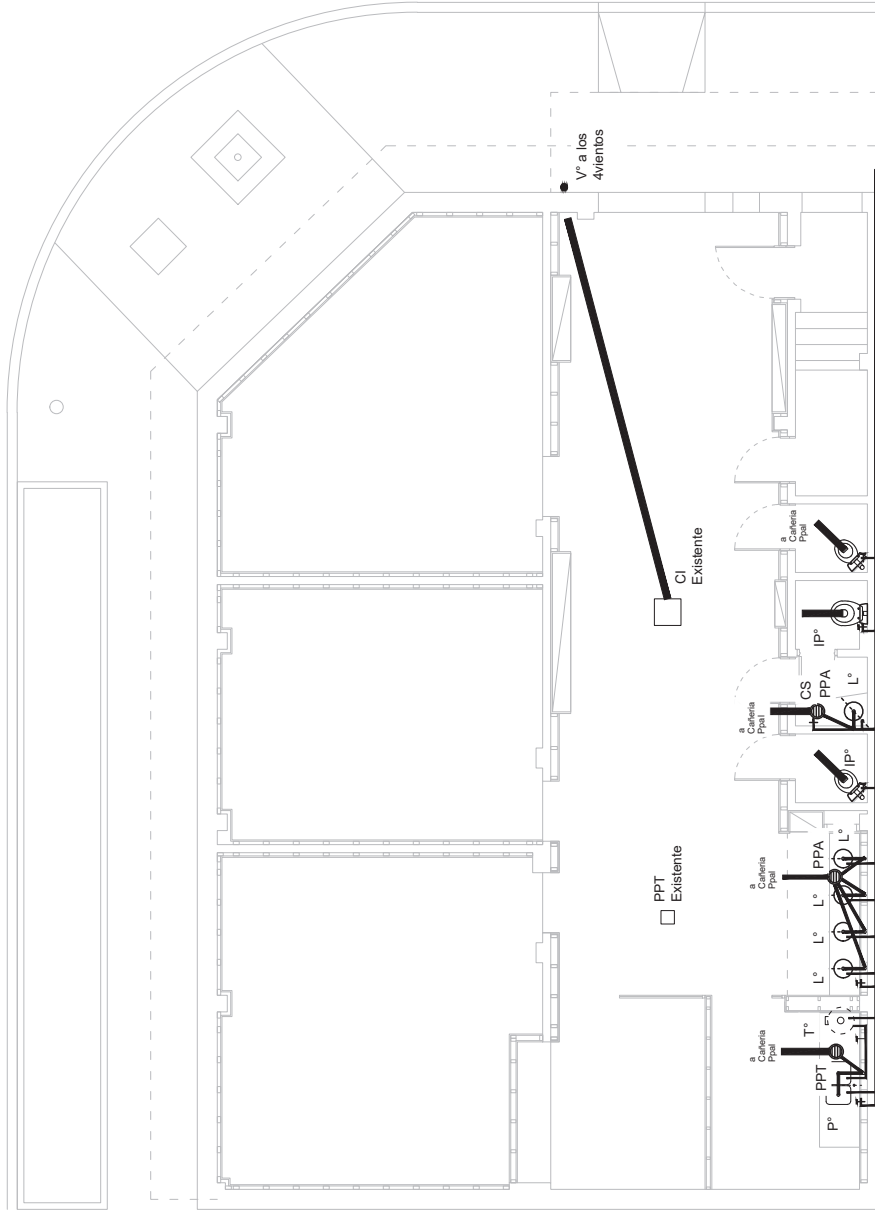 V° a los
4vientos
a
Cañeria
Ppal
CI
Existente
IP°
CS
PPA
L°
a
Cañeria
Ppal
IP°
PPA
L°
a
Cañeria
Ppal
PPT
Existente
L°
L°
L°
T°
a
Cañeria
Ppal
PPT
P°